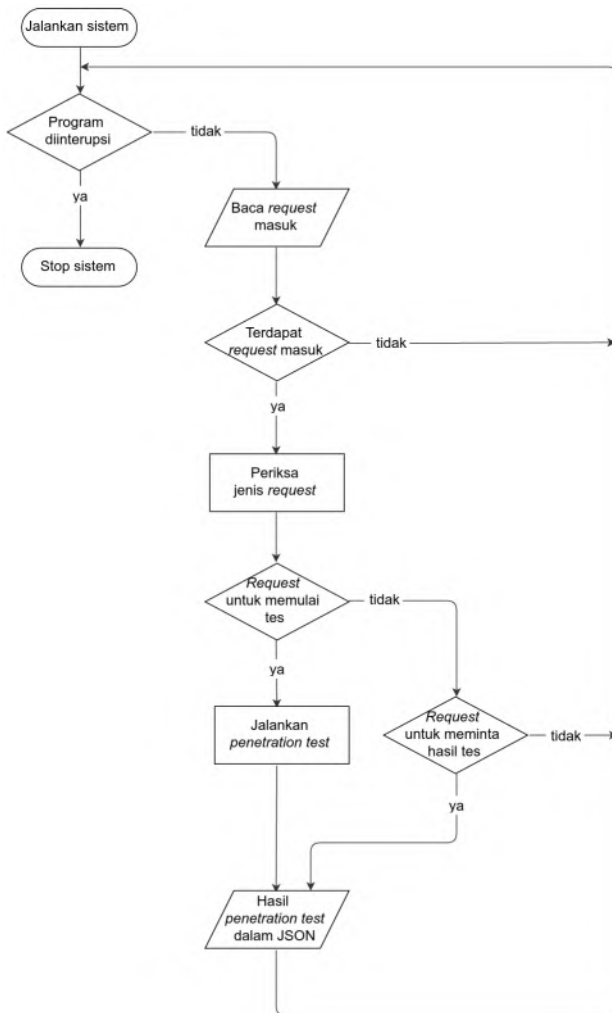 Jalankan sistem
Program
diinterupsi
tidak
ya
Baca request
masuk
Stop sistem
Terdapat
request masuk
tidak
ya
Periksa
jenis request
Request
untuk memulai
tes
tidak
ya
Jalankan
penetration test
Request
untuk meminta
hasil tes
tidak
ya
Hasil
penetration test
dalam JSON